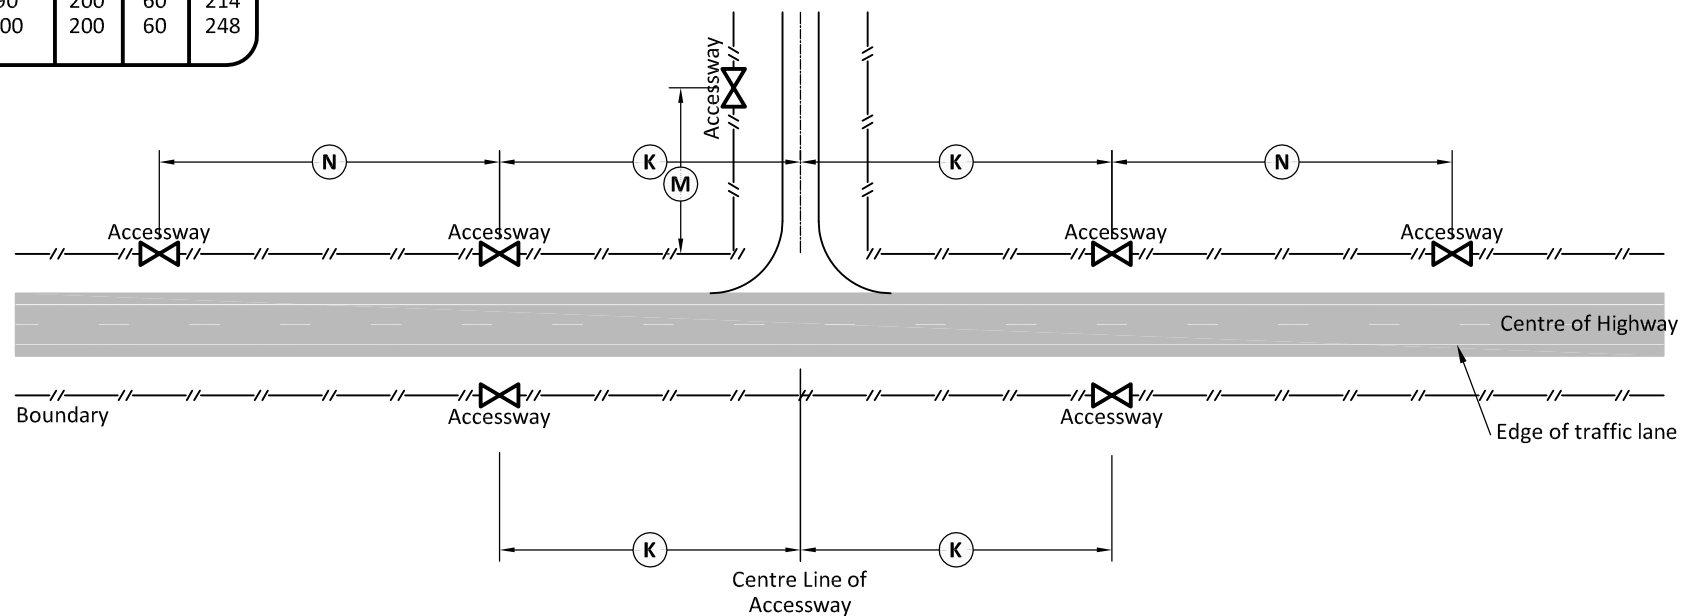 200 60 214
00 200 60 248
Accessway
N K K N
M
Accessway Accessway Accessway Accessway
Centre of Highway
Boundary
Accessway Accessway
Edge of traffic lane
K K
Centre Line of
Accessway